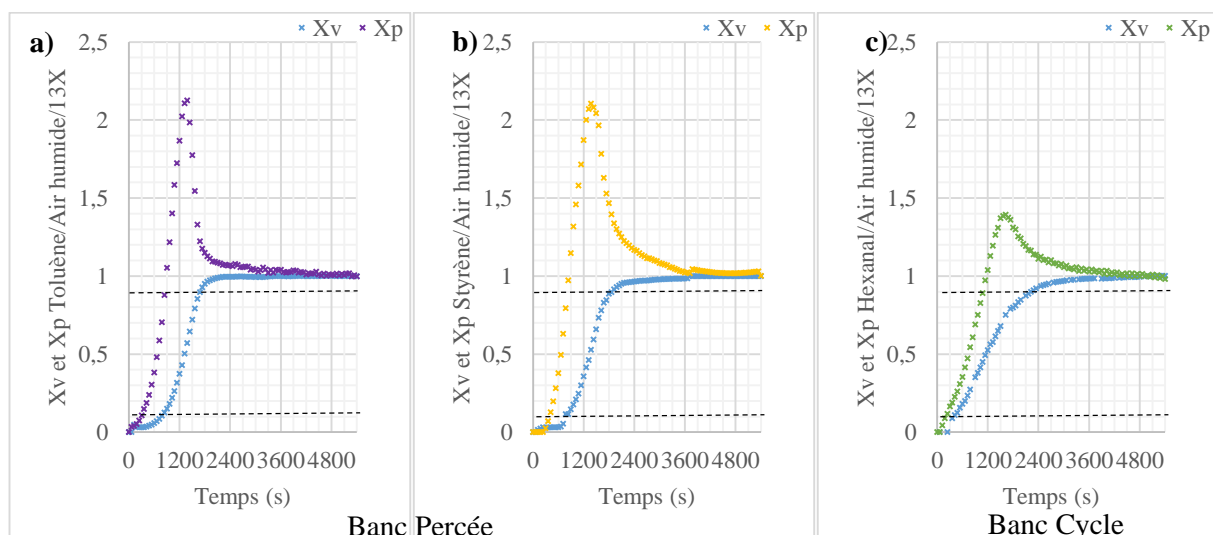 a)
Xv Xp
Xv et Xp Toluène/Air humide/13X
2,5
2
1,5
1
0,5
0
0 1200 2400 3600 4800
Temps (s)
b)
Xv Xp
Xv et Xp Styrène/Air humide/13X
2,5
2
1,5
1
0,5
0
0 1200 2400 3600 4800
Temps (s)
c)
Xv Xp
Xv et Xp Hexanal/Air humide/13X
2,5
2
1,5
1
0,5
0
0 1200 2400 3600 4800
Temps (s)
Banc Percée
Banc Cycle